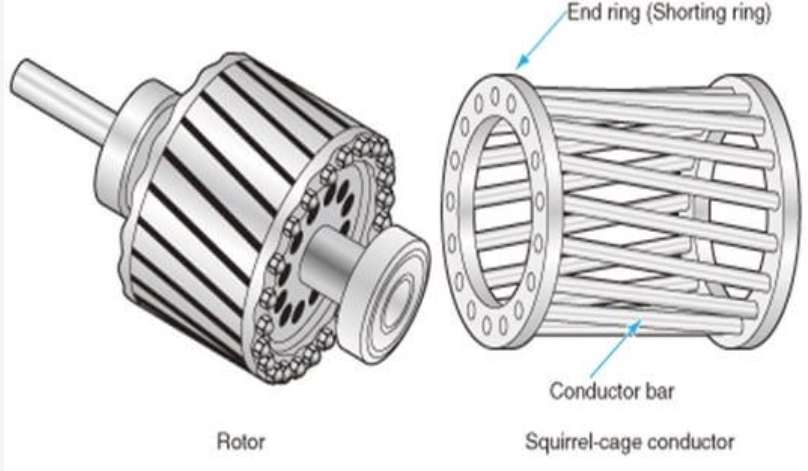 End ring (Shorting ring)
Conductor bar
Rotor
Squirrel-cage conductor